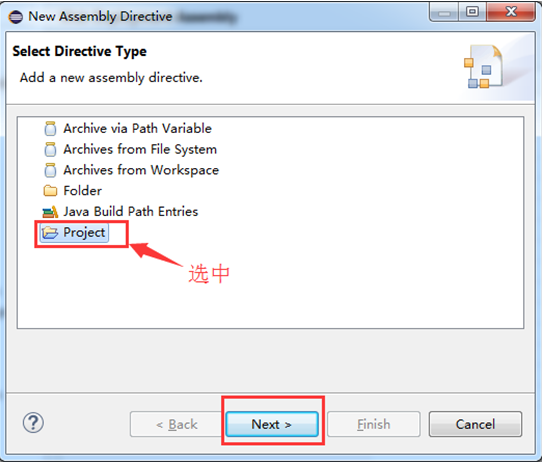 New Assembly Directive
Select Directive Type
Add a new assembly directive.
Archive via Path Variable
Archives from File System
Archives from Workspace
Folder
Java Build Path Entries
Project
选中
?
< Back
Next >
Finish
Cancel